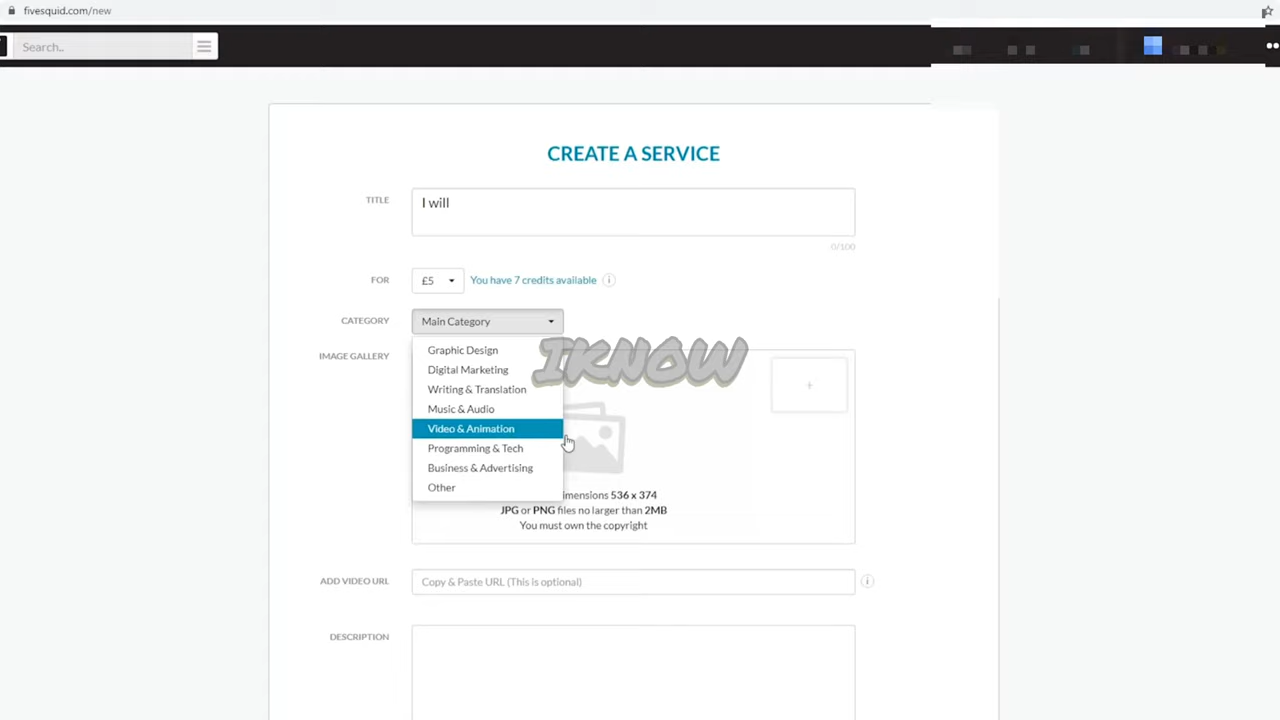 fivesquid.com/new
Search..
CREATE A SERVICE
TITLE
I will
0/100
FOR
£5
You have 7 credits available
CATEGORY
Main Category
IMAGE GALLERY
Graphic Design
Digital Marketing
Writing & Translation
Music & Audio
Video & Animation
Programming & Tech
Business & Advertising
Other
IKNOW
imensions 536 x 374
JPG or PNG files no larger than 2MB
You must own the copyright
ADD VIDEO URL
Copy & Paste URL (This is optional)
DESCRIPTION